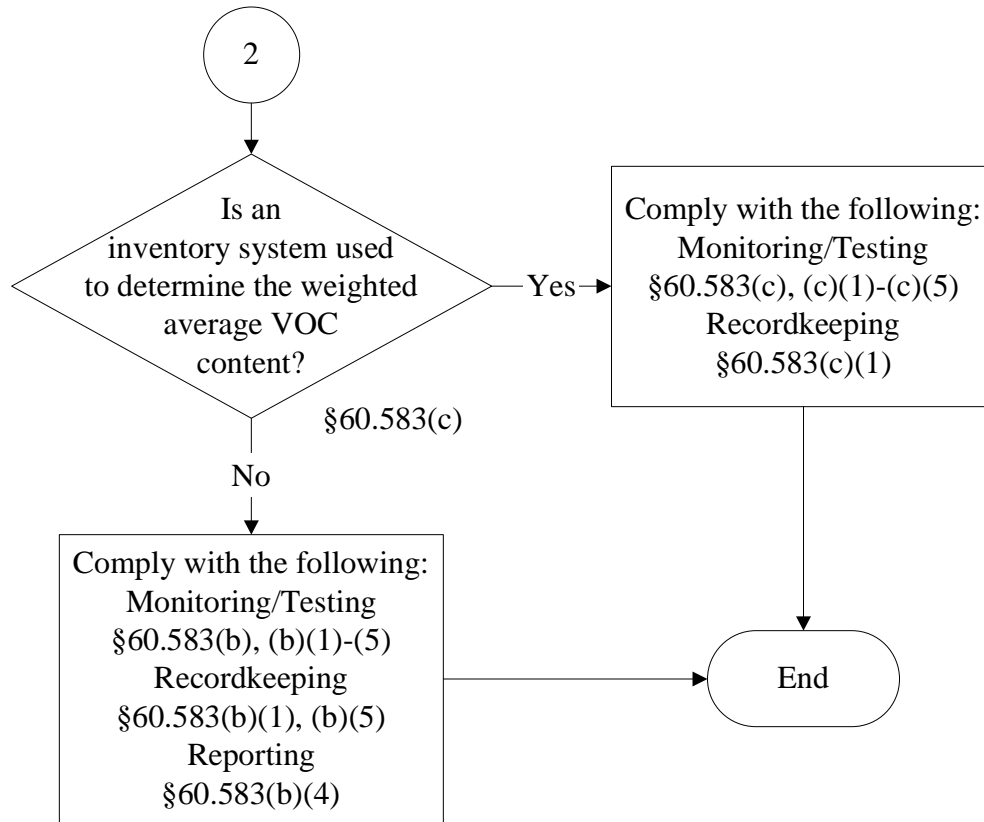 2
Is an
inventory system used
to determine the weighted
average VOC
content?
§60.583(c)
Yes
Comply with the following:
Monitoring/Testing
§60.583(c), (c)(1)-(c)(5)
Recordkeeping
§60.583(c)(1)
No
Comply with the following:
Monitoring/Testing
§60.583(b), (b)(1)-(5)
Recordkeeping
§60.583(b)(1), (b)(5)
Reporting
§60.583(b)(4)
End